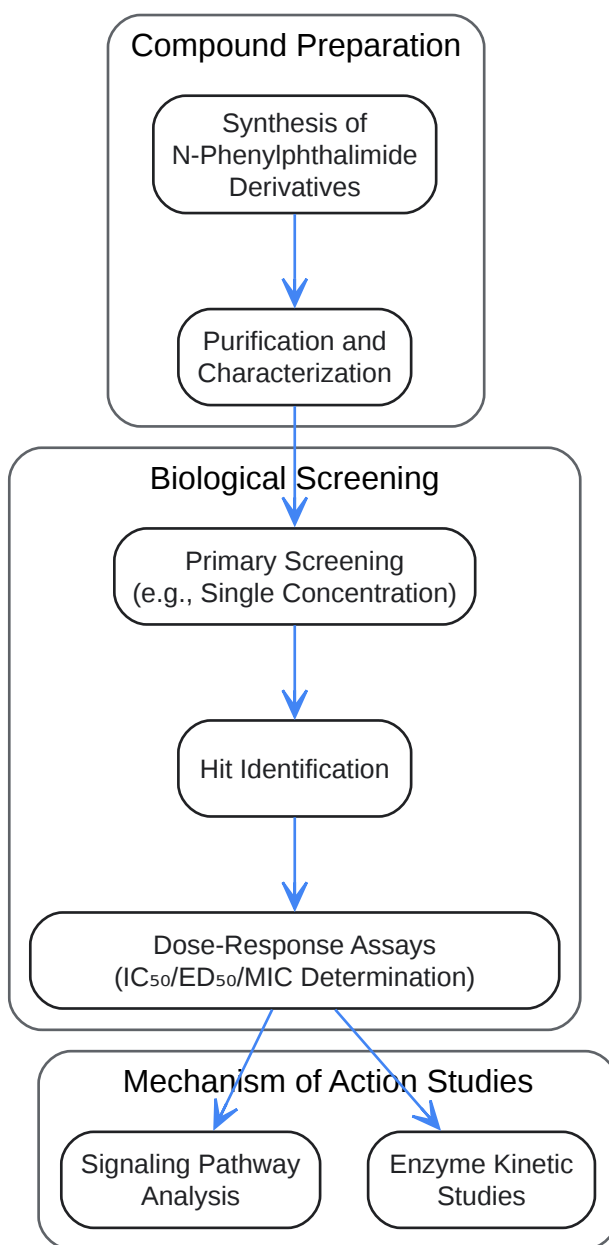 Compound Preparation
Synthesis of
N-Phenylphthalimide
Derivatives
Purification and
Characterization
Biological Screening
Primary Screening
(e.g., Single Concentration)
Hit Identification
Dose-Response Assays
(IC₅₀/ED₅₀/MIC Determination)
Mechanism of Action Studies
Signaling Pathway
Analysis
Enzyme Kinetic
Studies